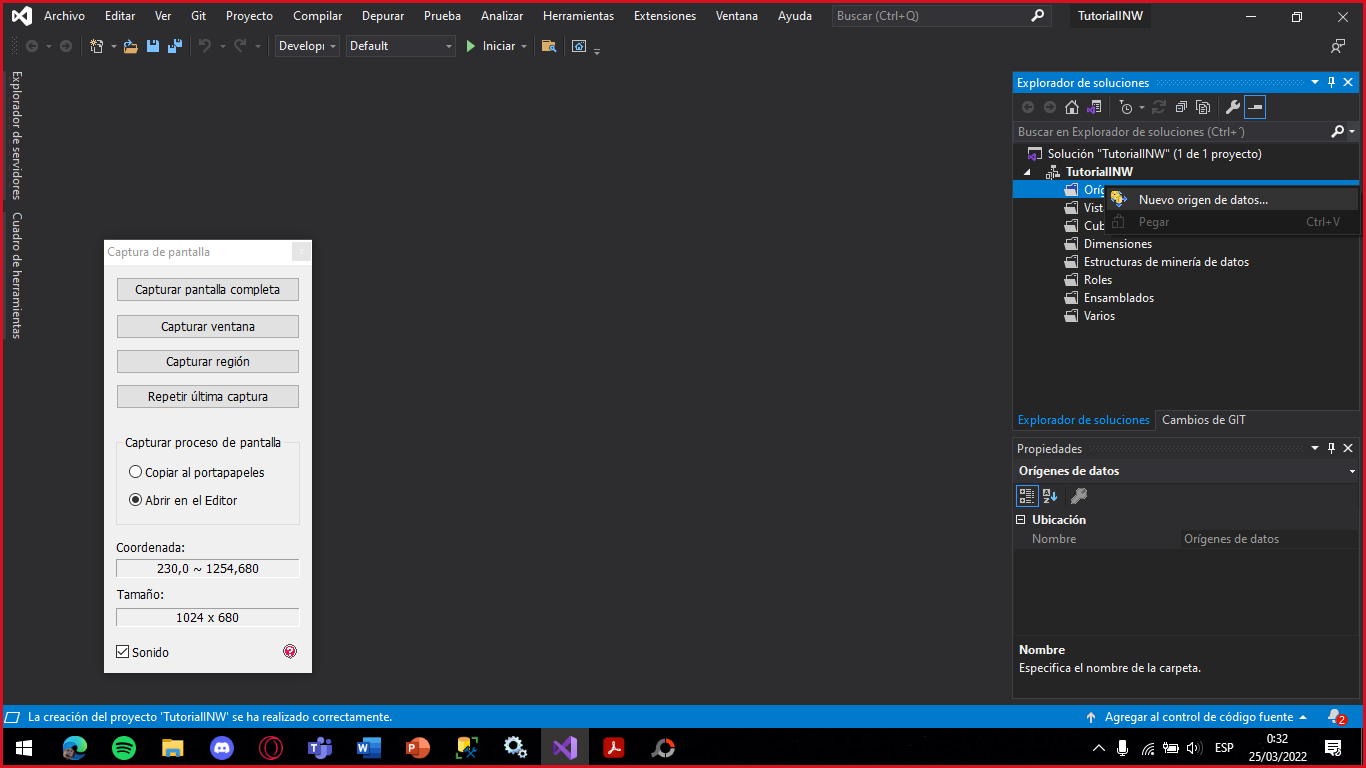 Archivo Editar Ver Git Proyecto Compilar Depurar Prueba Analizar Herramientas Extensiones Ventana Ayuda Buscar (Ctrl+Q) TutorialINW
Develop Default Iniciar
Explorador de servidores
Cuadro de herramientas
Captura de pantalla
Capturar pantalla completa
Capturar ventana
Capturar región
Repetir última captura
Capturar proceso de pantalla
Copiar al portapapeles
Abrir en el Editor
Coordenada:
230,0 ~ 1254,680
Tamaño:
1024 x 680
Sonido
Explorador de soluciones
Buscar en Explorador de soluciones (Ctrl+´)
Solución "TutorialINW" (1 de 1 proyecto)
TutorialINW
Oríg
Vist
Cub
Nuevo origen de datos...
Pegar Ctrl+V
Dimensiones
Estructuras de minería de datos
Roles
Ensamblados
Varios
Explorador de soluciones Cambios de GIT
Propiedades
Orígenes de datos
Ubicación
Nombre Orígenes de datos
Nombre
Especifica el nombre de la carpeta.
La creación del proyecto 'TutorialINW' se ha realizado correctamente. Agregar al control de código fuente 2
ESP 0:32
25/03/2022